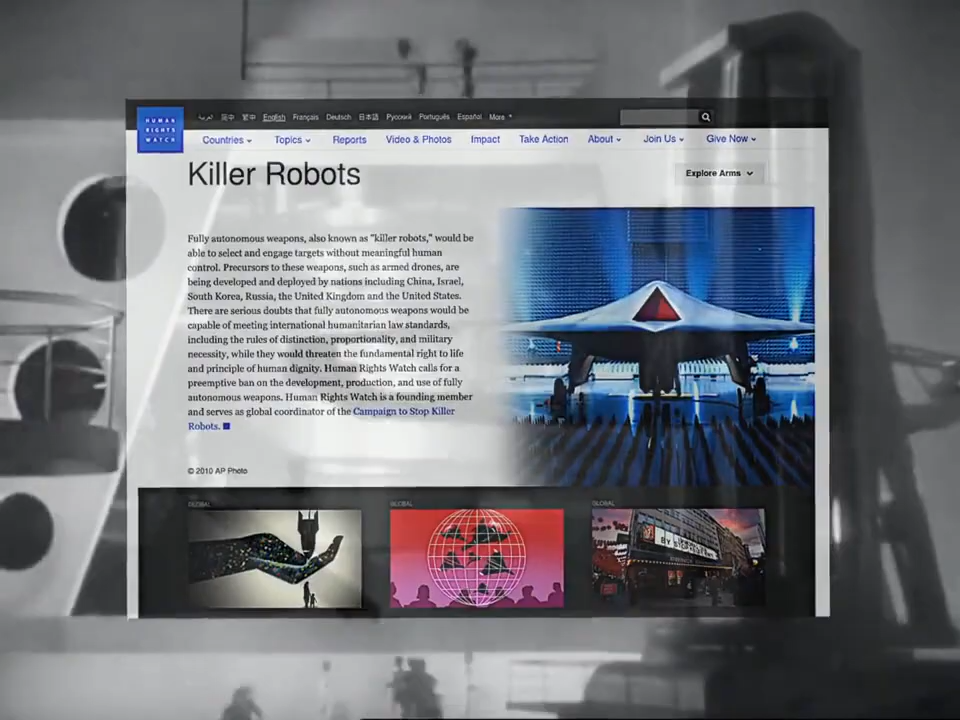 HUMAN
RIGHTS
WATCH
العربية 简中 繁中 English Français Deutsch 日本語 Русский Português Español More
Countries Topics Reports Video & Photos Impact Take Action About Join Us Give Now
Killer Robots
Explore Arms
Fully autonomous weapons, also known as "killer robots," would be
able to select and engage targets without meaningful human
control. Precursors to these weapons, such as armed drones, are
being developed and deployed by nations including China, Israel,
South Korea, Russia, the United Kingdom and the United States.
There are serious doubts that fully autonomous weapons would be
capable of meeting international humanitarian law standards,
including the rules of distinction, proportionality, and military
necessity, while they would threaten the fundamental right to life
and principle of human dignity. Human Rights Watch calls for a
preemptive ban on the development, production, and use of fully
autonomous weapons. Human Rights Watch is a founding member
and serves as global coordinator of the Campaign to Stop Killer
Robots.
© 2010 AP Photo
GLOBAL GLOBAL GLOBAL